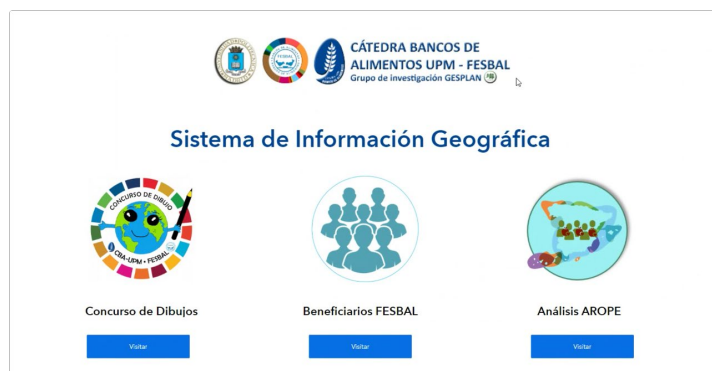 CÁTEDRA BANCOS DE
ALIMENTOS UPM - FESBAL
Grupo de investigación GESPLAN
FESBAL
Sistema de Información Geográfica
CONCURSO DE DIBUJO
CBA-UPM • FESBAL
Concurso de Dibujos
Beneficiarios FESBAL
Análisis AROPE
Visitar
Visitar
Visitar